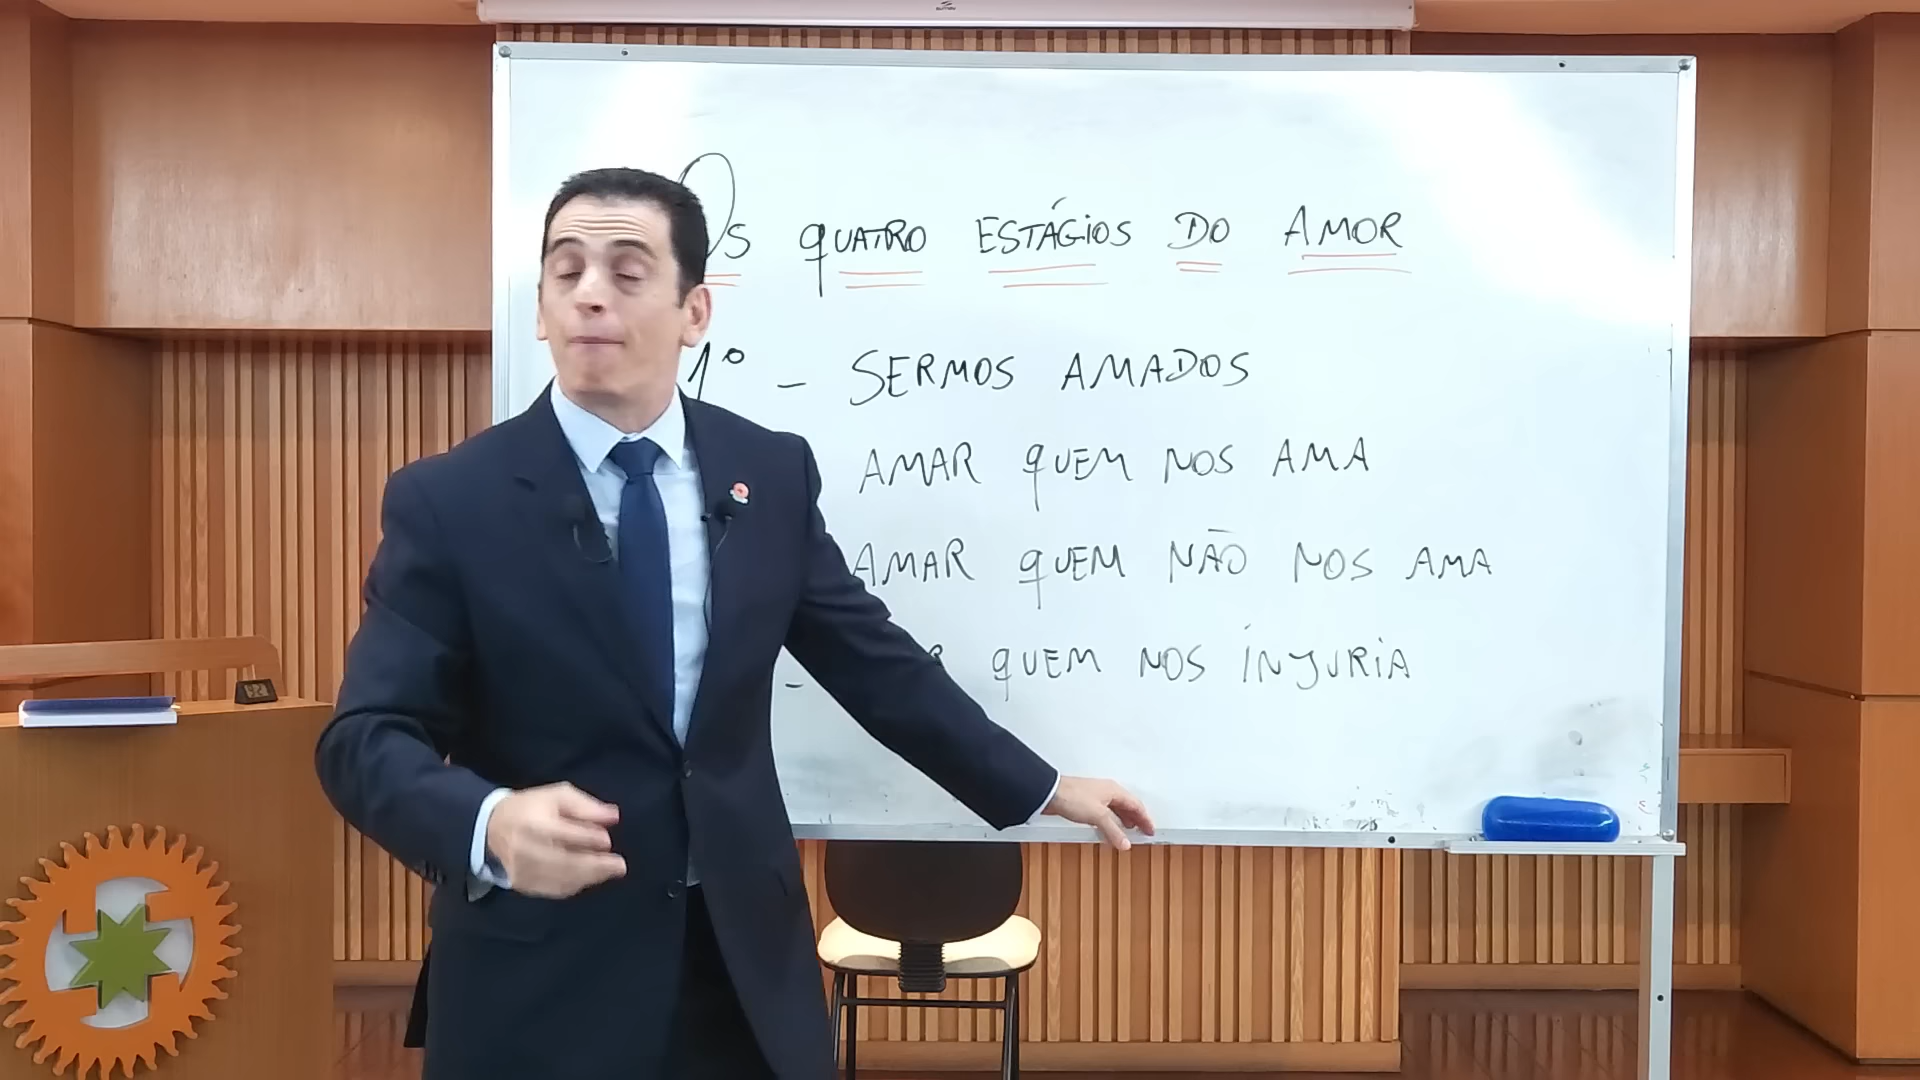 Os QUATRO ESTÁGIOS DO AMOR
1º - SERMOS AMADOS
AMAR QUEM NOS AMA
AMAR QUEM NÃO NOS AMA
- QUEM NOS INJURIA